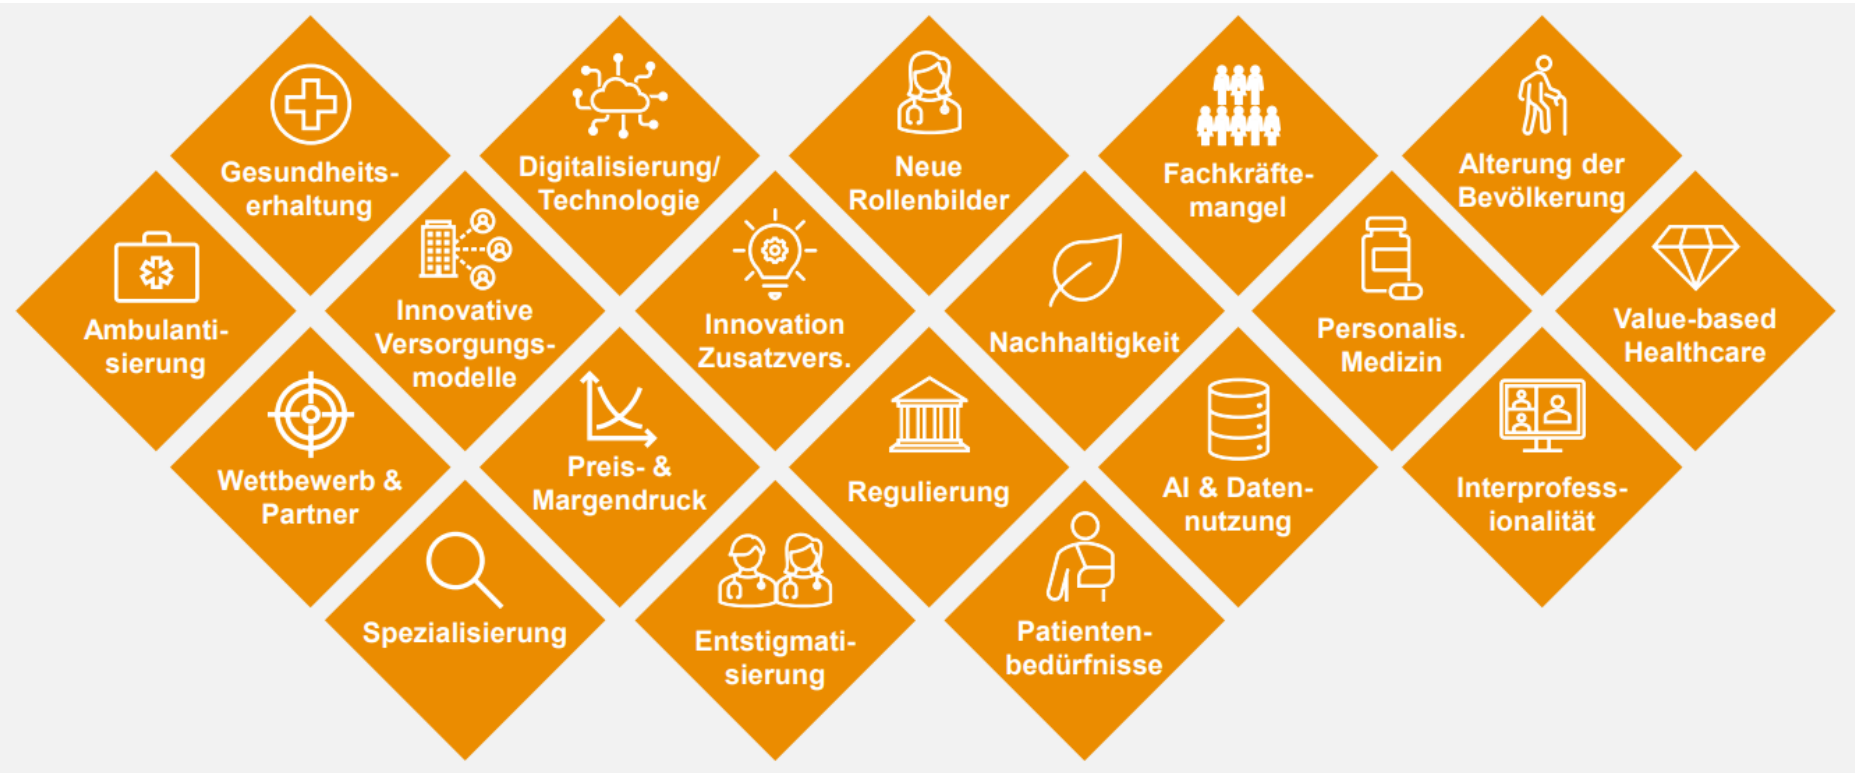 Gesundheits-
erhaltung
Digitalisierung/
Technologie
Neue
Rollenbilder
Fachkräfte-
mangel
Alterung der
Bevölkerung
Ambulanti-
sierung
Innovative
Versorgungs-
modelle
Innovation
Zusatzvers.
Nachhaltigkeit
Personalis.
Medizin
Value-based
Healthcare
Wettbewerb &
Partner
Preis- &
Margendruck
Regulierung
AI & Daten-
nutzung
Interprofess-
ionalität
Spezialisierung
Entstigmati-
sierung
Patienten-
bedürfnisse